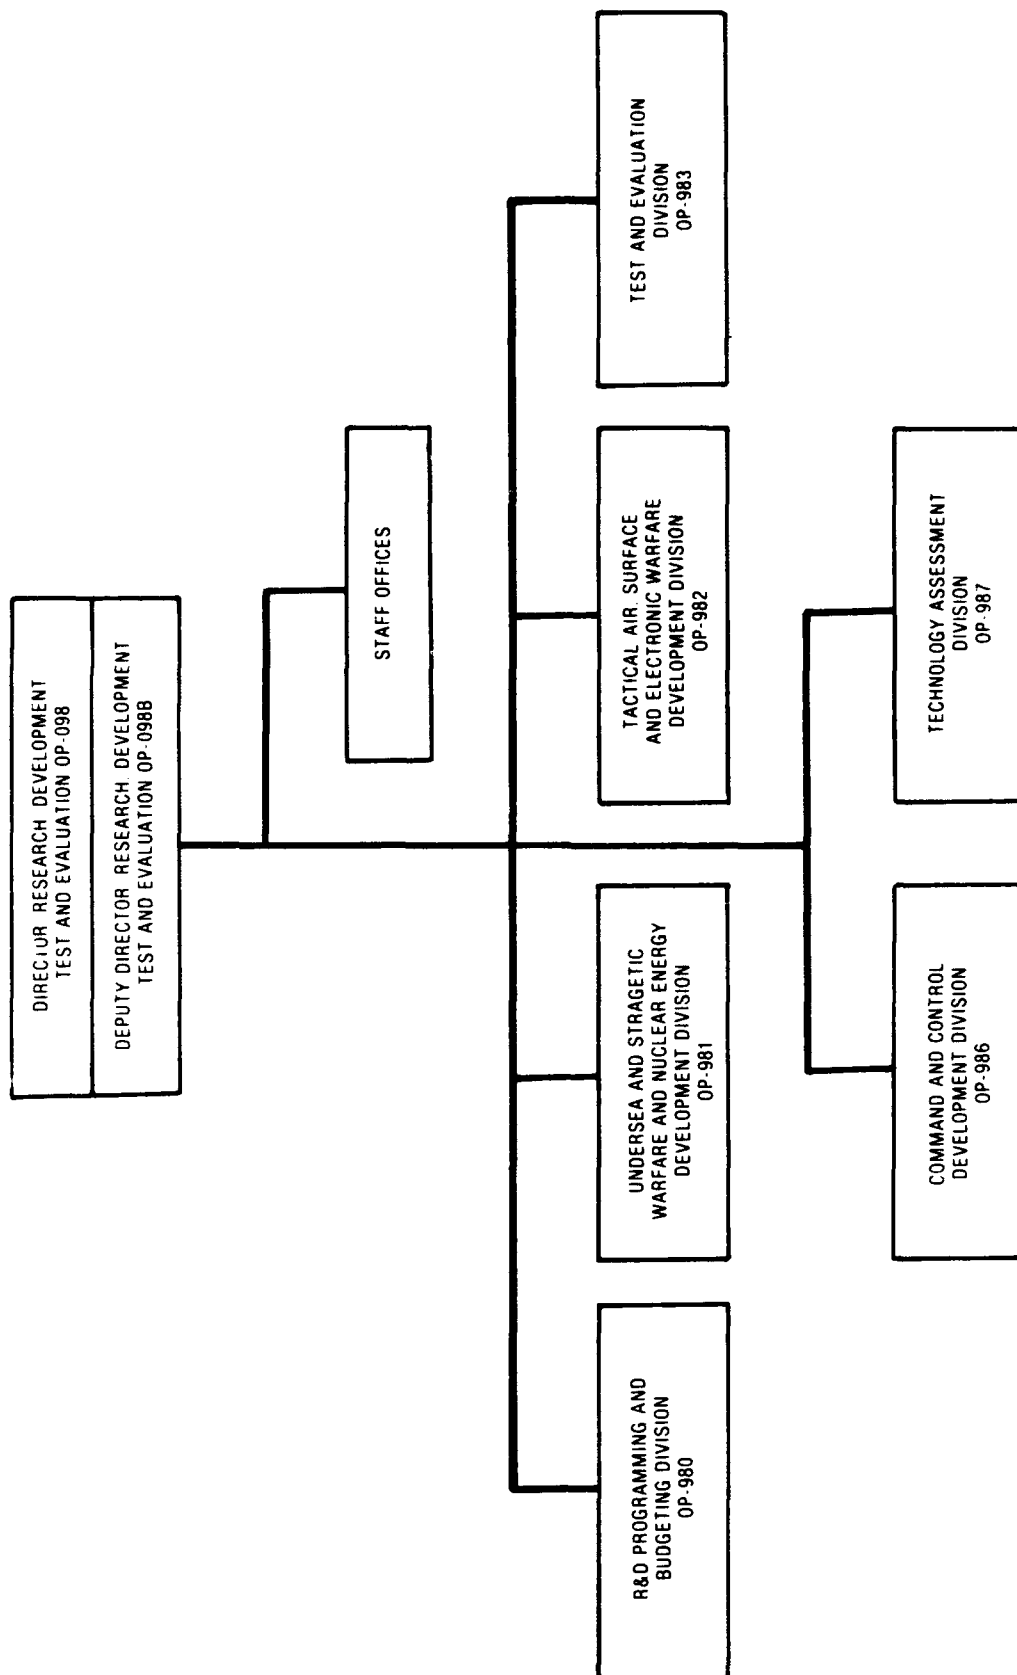 DIRECTOR RESEARCH DEVELOPMENT
TEST AND EVALUATION OP-098
DEPUTY DIRECTOR RESEARCH, DEVELOPMENT
TEST AND EVALUATION OP-098B
STAFF OFFICES
R&D PROGRAMMING AND
BUDGETING DIVISION
OP-980
UNDERSEA AND STRAGETIC
WARFARE AND NUCLEAR ENERGY
DEVELOPMENT DIVISION
OP-981
TACTICAL AIR, SURFACE
AND ELECTRONIC WARFARE
DEVELOPMENT DIVISION
OP-982
TEST AND EVALUATION
DIVISION
OP-983
COMMAND AND CONTROL
DEVELOPMENT DIVISION
OP-986
TECHNOLOGY ASSESSMENT
DIVISION
OP-987